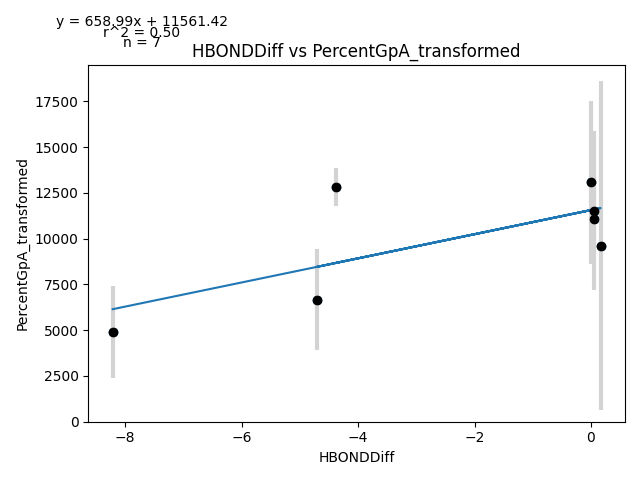 y = 658.99x + 11561.42
r^2 = 0.50
n = 7
HBONDDiff vs PercentGpA_transformed
PercentGpA_transformed
17500
15000
12500
10000
7500
5000
2500
0
−8
−6
−4
−2
0
HBONDDiff